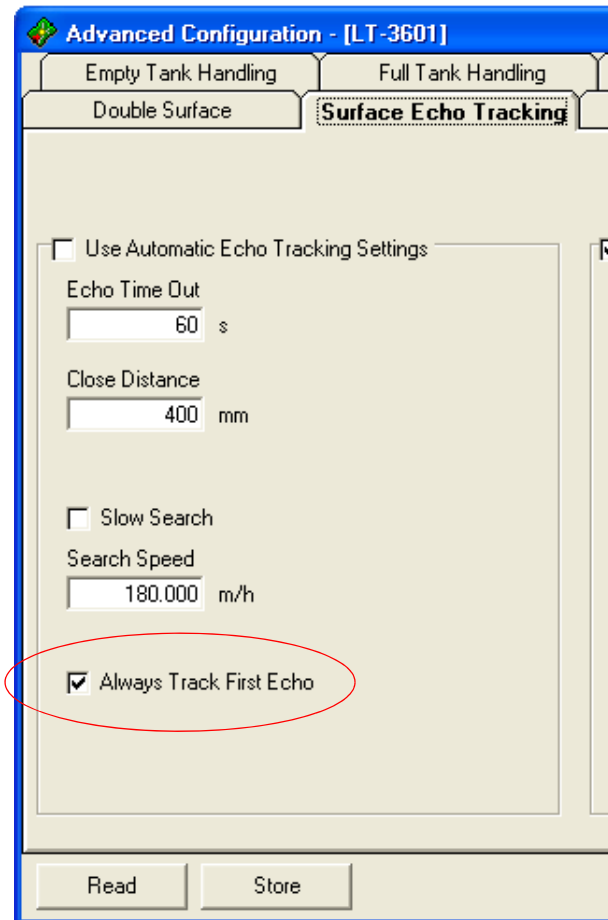 Advanced Configuration - [LT-3601]
Empty Tank Handling Full Tank Handling
Double Surface Surface Echo Tracking
Use Automatic Echo Tracking Settings
Echo Time Out
60 s
Close Distance
400 mm
Slow Search
Search Speed
180.000 m/h
Always Track First Echo
Read Store